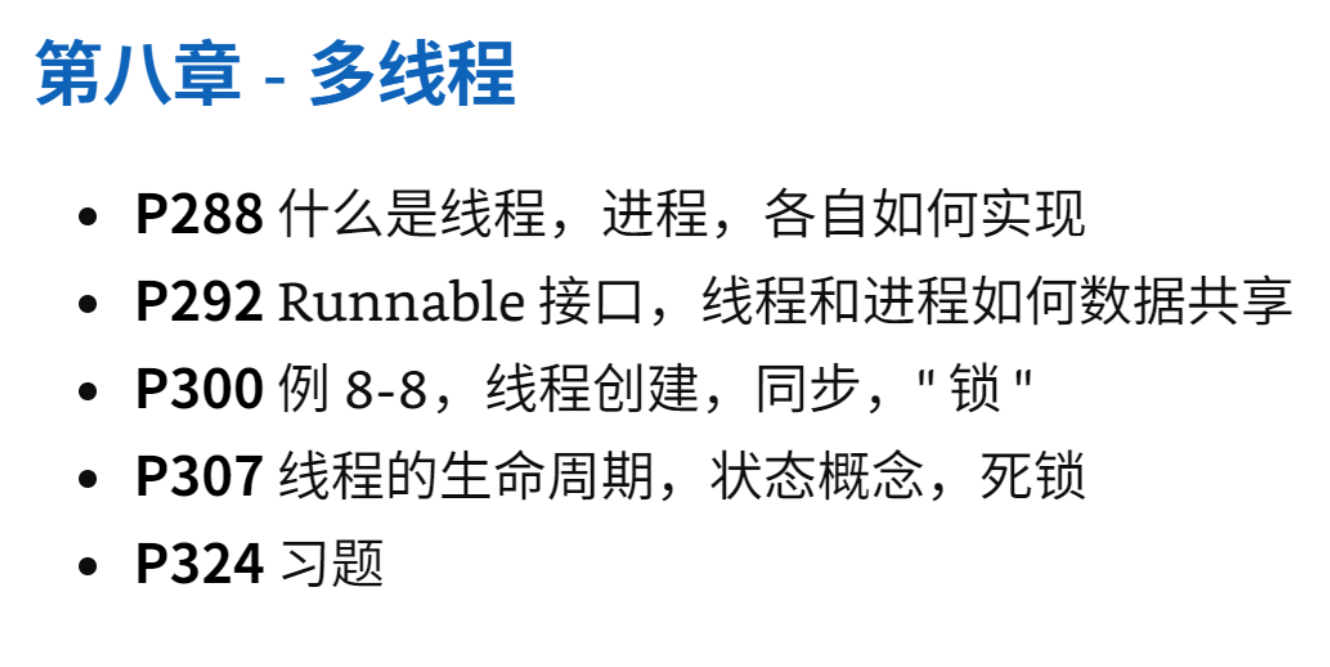 第八章 - 多线程
• P288 什么是线程，进程，各自如何实现
• P292 Runnable 接口，线程和进程如何数据共享
• P300 例 8-8，线程创建，同步，" 锁 "
• P307 线程的生命周期，状态概念，死锁
• P324 习题